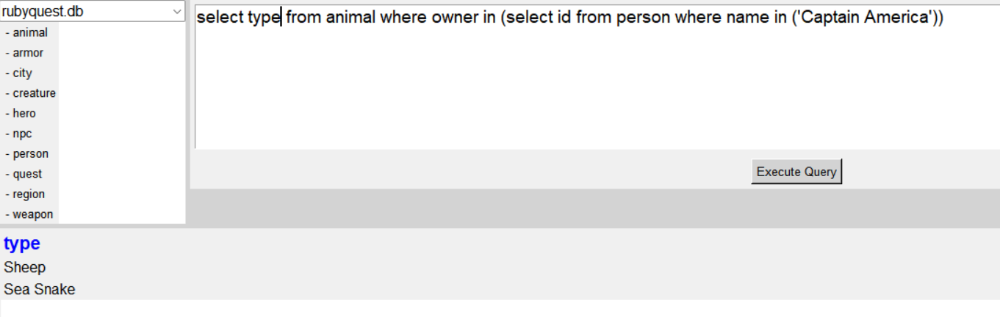 rubyquest.db
- animal
- armor
- city
- creature
- hero
- npc
- person
- quest
- region
- weapon
select type from animal where owner in (select id from person where name in ('Captain America'))
Execute Query
type
Sheep
Sea Snake